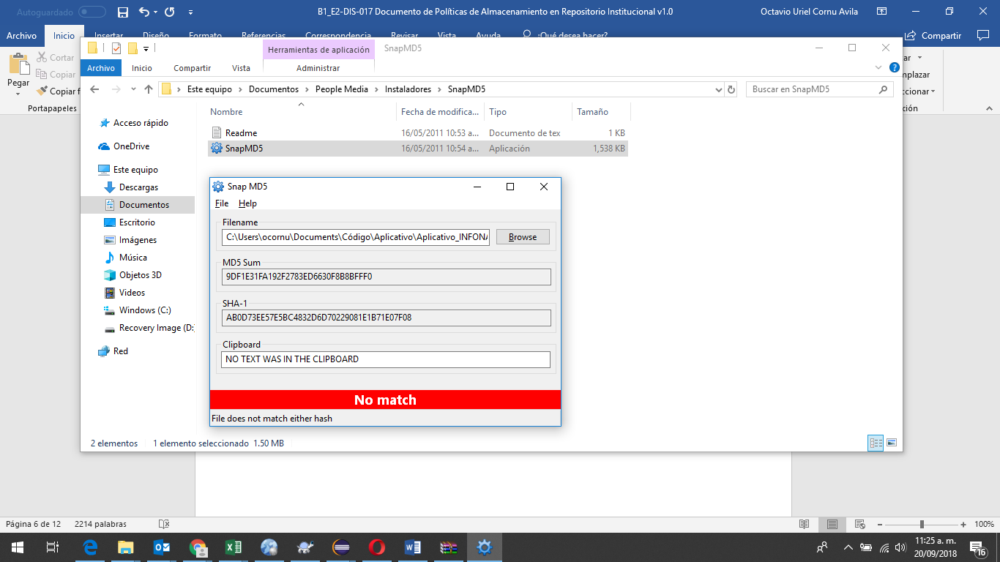 Autoguardado
B1_E2-DIS-017 Documento de Políticas de Almacenamiento en Repositorio Institucional v1.0
Octavio Uriel Cornu Avila
Archivo Inicio Insertar Diseño Formato Referencias Correspondencia Revisar Vista Ayuda ¿Qué desea hacer? Compartir
Pegar
Cortar
Copiar
Copiar f
Portapapeles
Herramientas de aplicación
SnapMD5
Archivo Inicio Compartir Vista Administrar
Este equipo Documentos People Media Instaladores SnapMD5
Buscar en SnapMD5
Nombre Fecha de modifica... Tipo Tamaño
Readme 16/05/2011 10:53 a... Documento de tex 1 KB
SnapMD5 16/05/2011 10:54 a... Aplicación 1,538 KB
Acceso rápido
OneDrive
Este equipo
Descargas
Documentos
Escritorio
Imágenes
Música
Objetos 3D
Videos
Windows (C:)
Recovery Image (D:
Red
Snap MD5
File Help
Filename
C:\Users\ocornu\Documents\Código\Aplicativo\Aplicativo_INFONA
Browse
MD5 Sum
9DF1E31FA192F2783ED6630F8B8BFFF0
SHA-1
AB0D73EE57E5BC4832D6D70229081E1B71E07F08
Clipboard
NO TEXT WAS IN THE CLIPBOARD
No match
File does not match either hash
2 elementos 1 elemento seleccionado 1.50 MB
ar
mplazar
ccionar
ción
Página 6 de 12 2214 palabras
100%
11:25 a. m.
20/09/2018
16